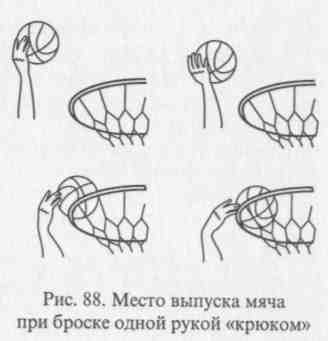 Рис. 88. Место выпуска мяча
при броске одной рукой «крюком»